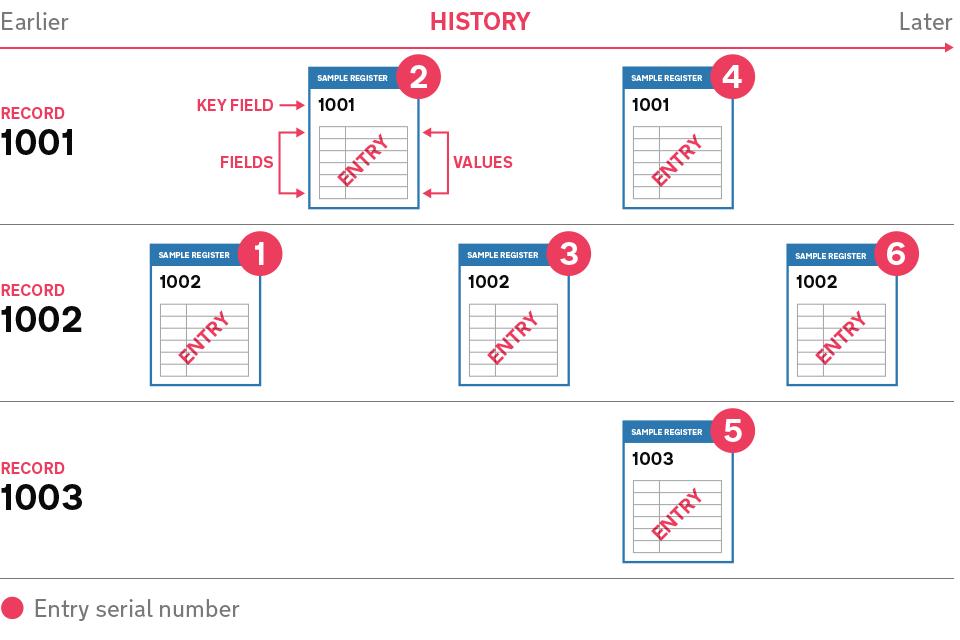 Earlier HISTORY Later
RECORD
1001
SAMPLE REGISTER 2
KEY FIELD 1001
FIELDS ENTRY VALUES
SAMPLE REGISTER 4
1001
ENTRY
RECORD
1002
SAMPLE REGISTER 1
1002
ENTRY
SAMPLE REGISTER 3
1002
ENTRY
SAMPLE REGISTER 6
1002
ENTRY
RECORD
1003
SAMPLE REGISTER 5
1003
ENTRY
Entry serial number